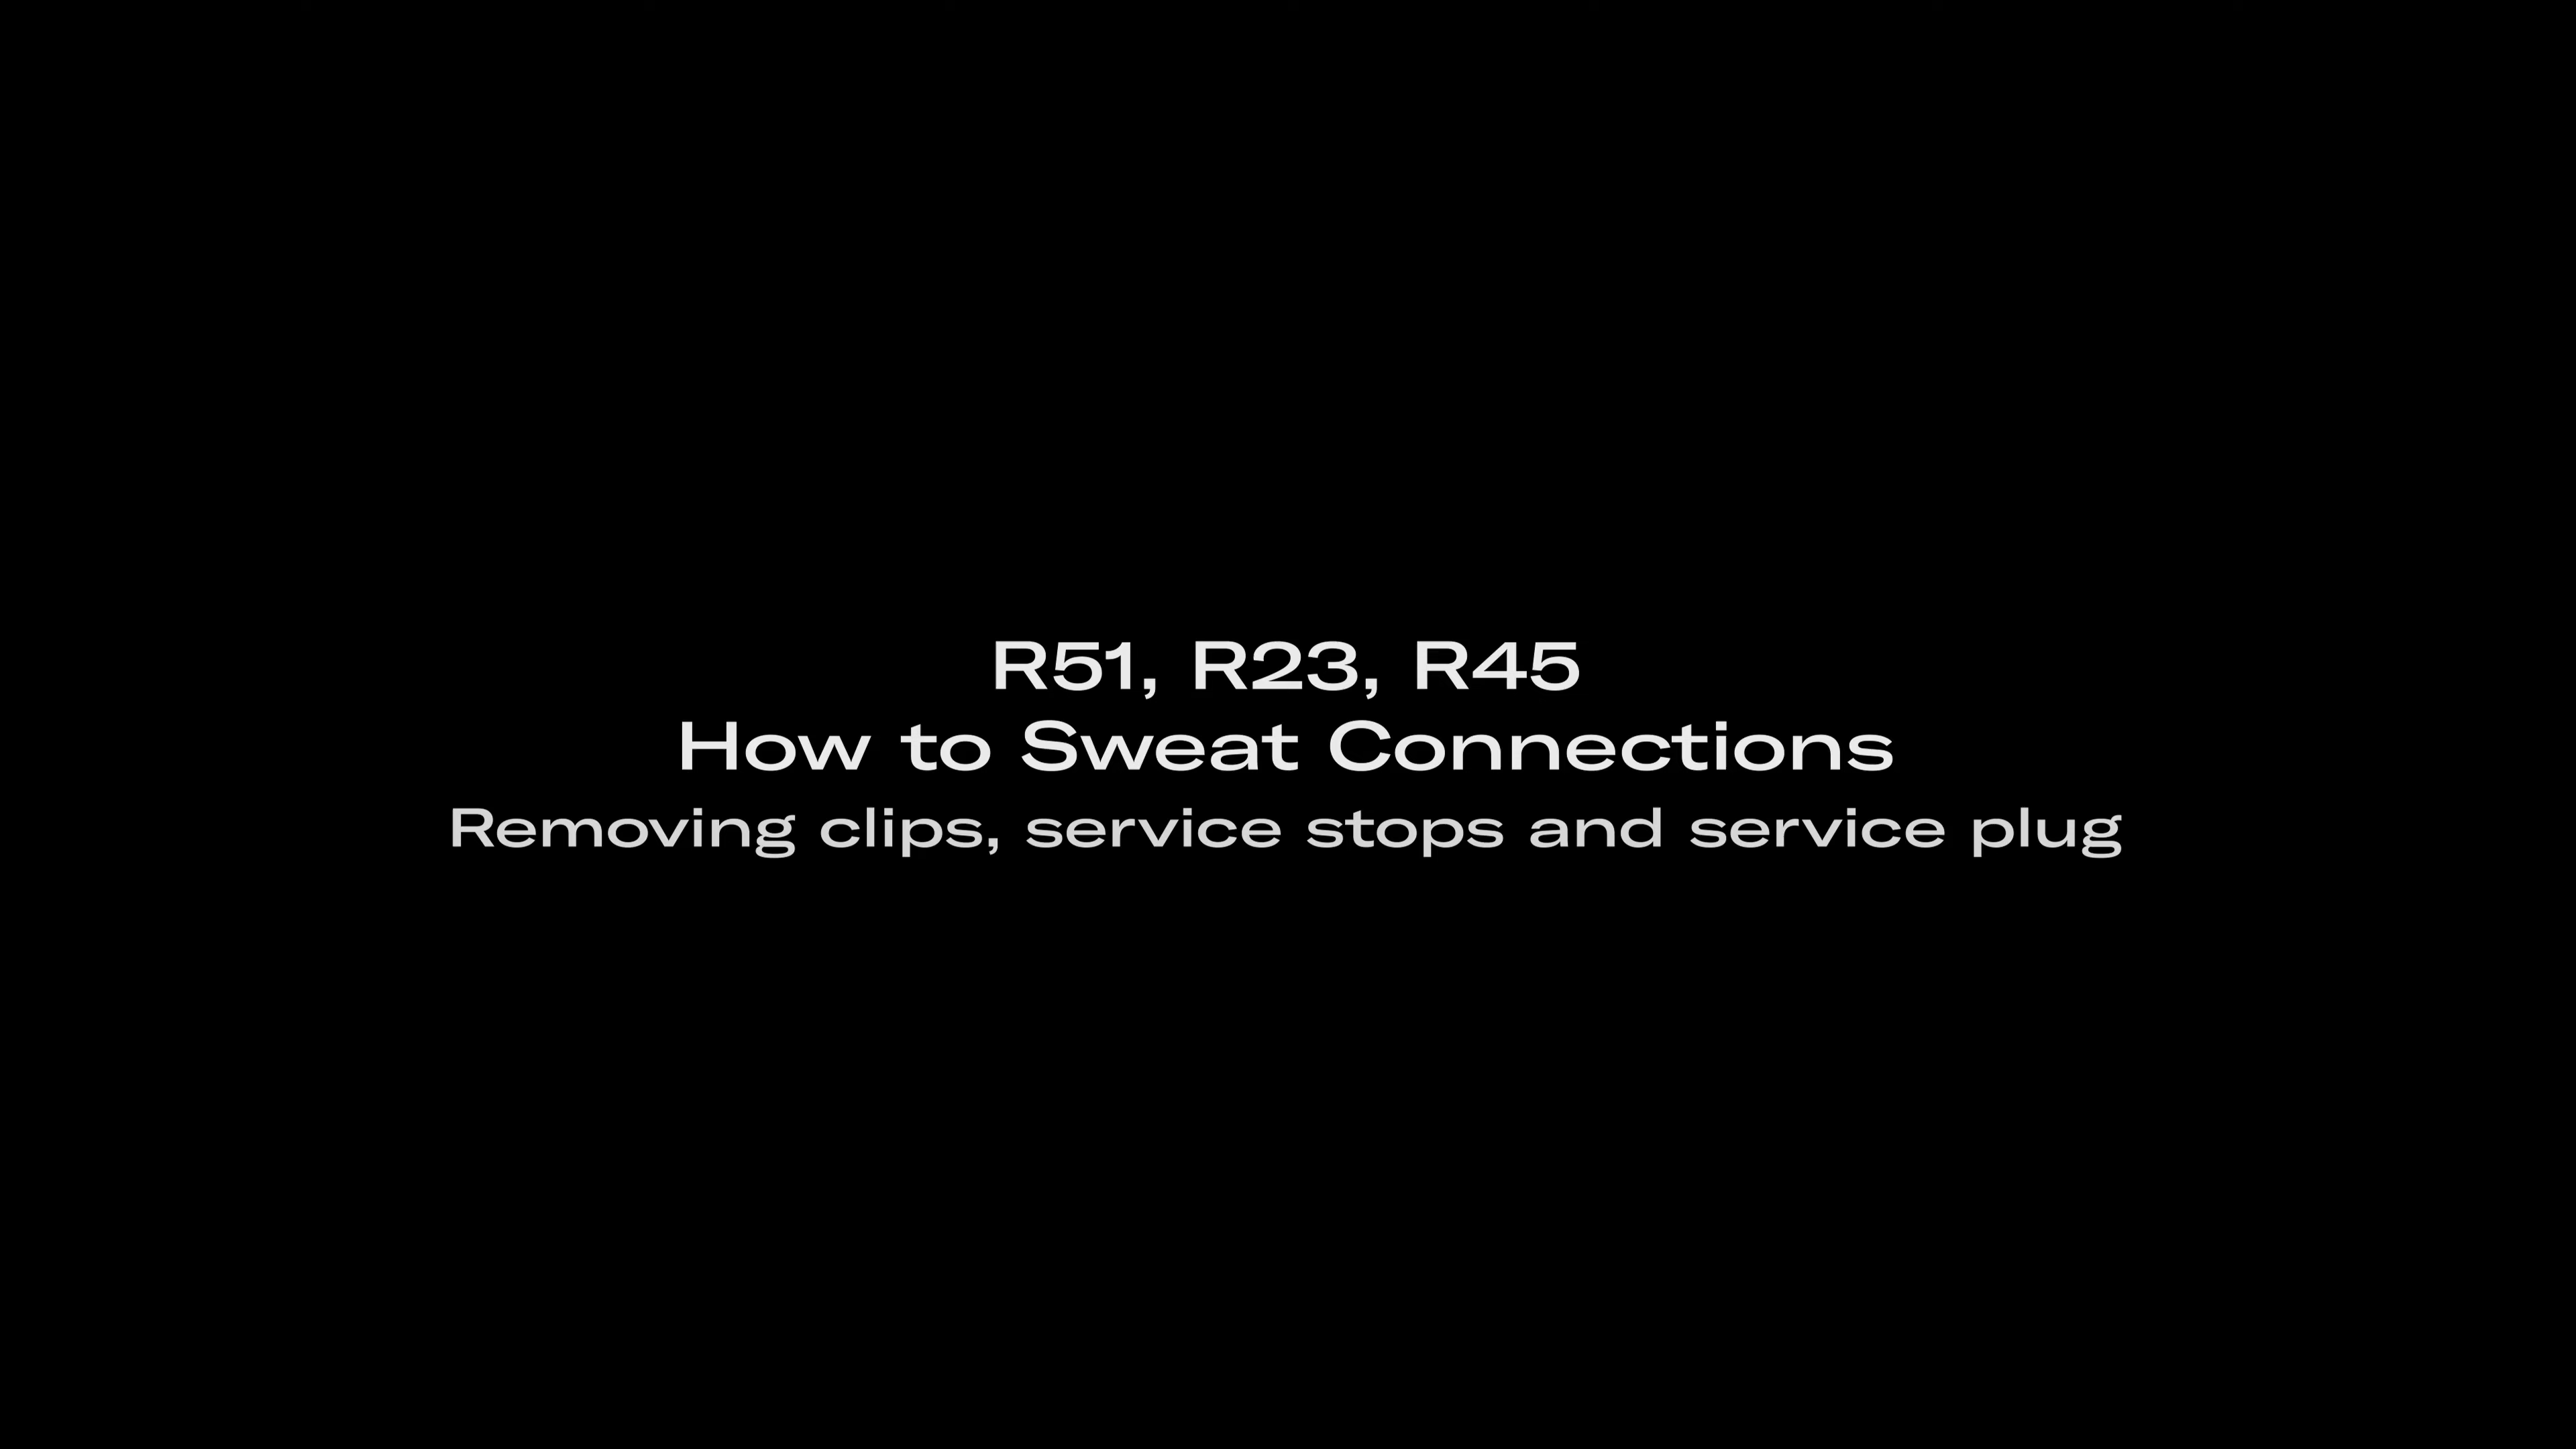 R51, R23, R45
How to Sweat Connections
Removing clips, service stops and service plug